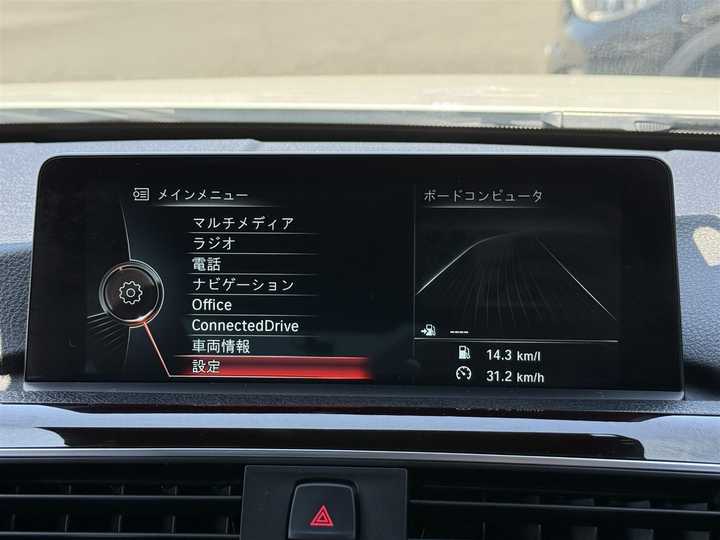 メインメニュー
マルチメディア
ラジオ
電話
ナビゲーション
Office
ConnectedDrive
車両情報
設定
ボードコンピュータ
----
14.3 km/l
31.2 km/h